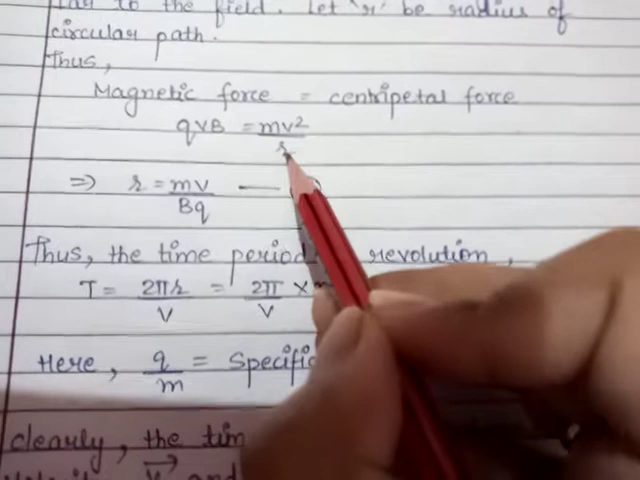 to the field. Let 'r' be radius of
circular path.
Thus,
Magnetic force = centripetal force
qVB = mv²/r
=> r = mv/Bq —
Thus, the time period revolution,
T = 2πr/V = 2π/V ×
Here, q/m = Specific
clearly, the tim
V and